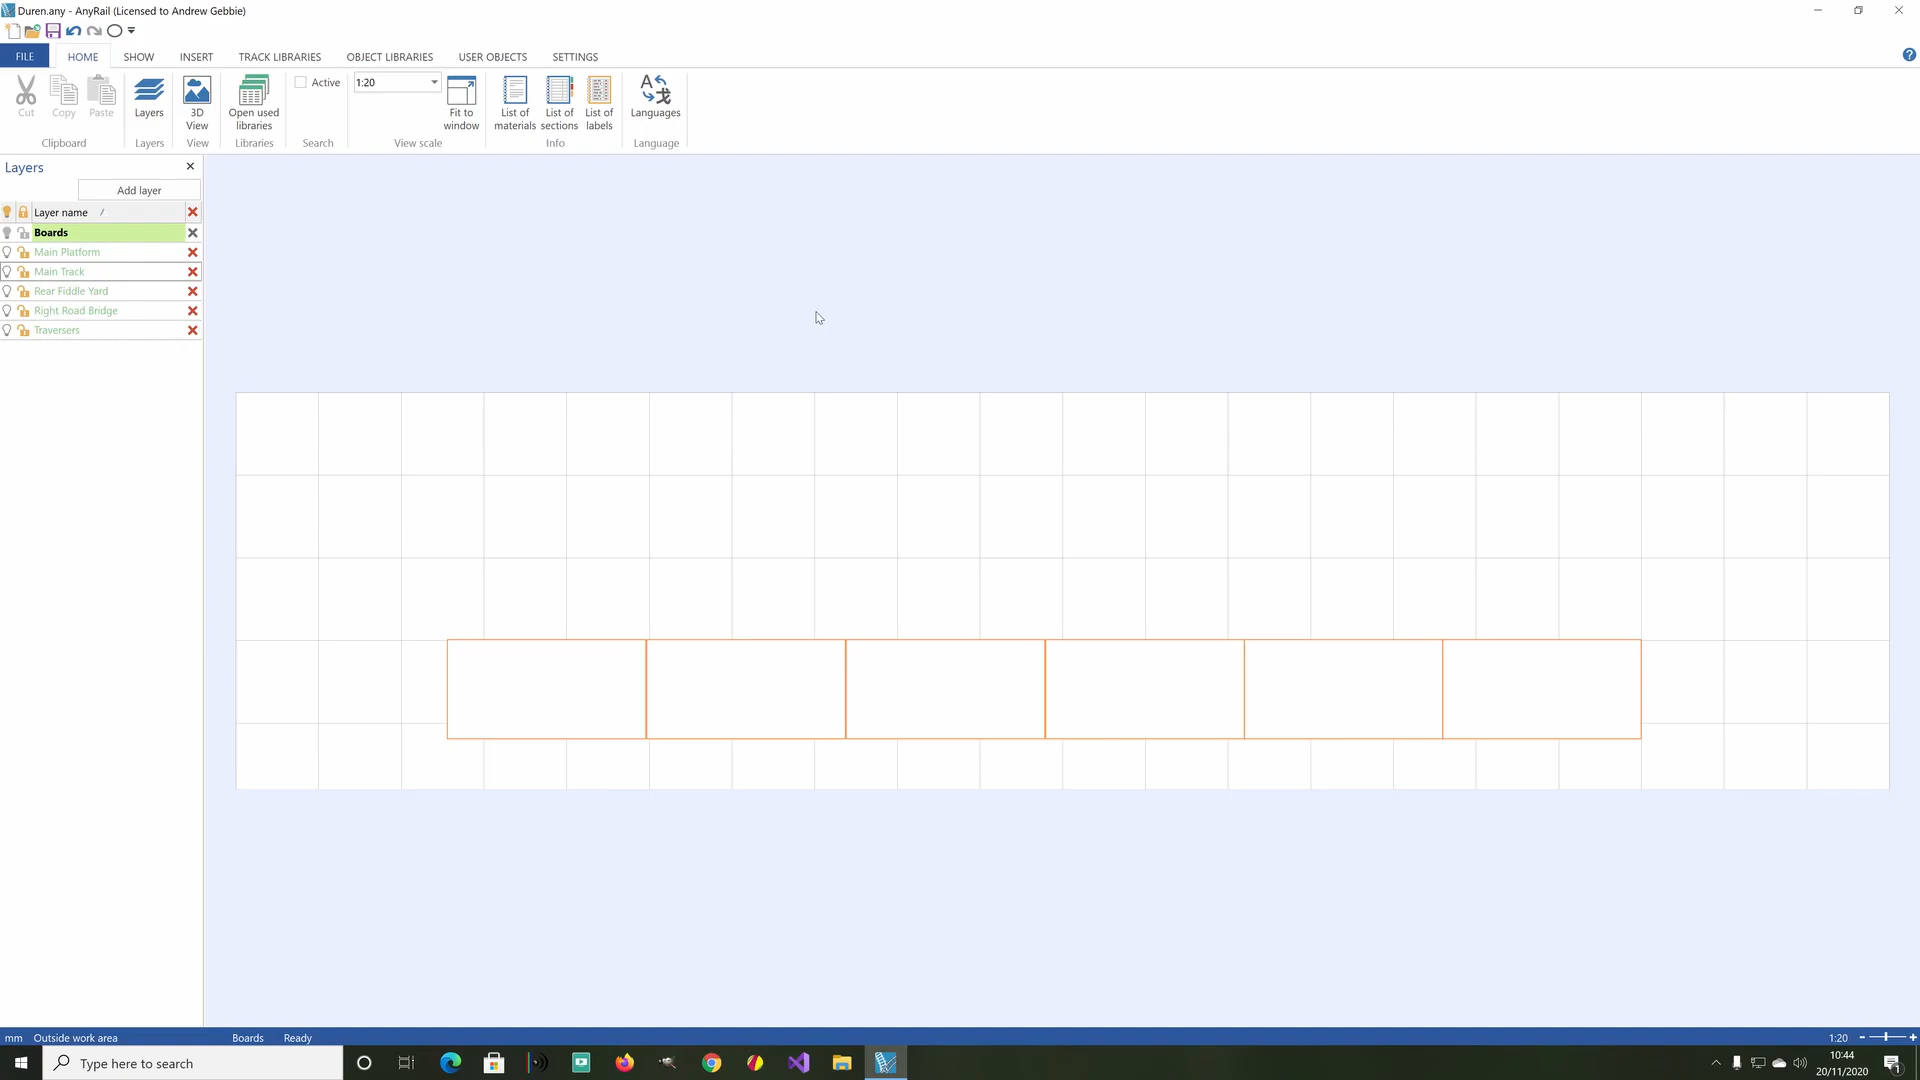 Duren.any - AnyRail (Licensed to Andrew Gebbie)
FILE HOME SHOW INSERT TRACK LIBRARIES OBJECT LIBRARIES USER OBJECTS SETTINGS
Cut Copy Paste Layers 3D View Open used libraries Active 1:20 Fit to window List of materials List of sections List of labels Languages
Clipboard Layers View Libraries Search View scale Info Language
Layers
Add layer
Layer name
Boards
Main Platform
Main Track
Rear Fiddle Yard
Right Road Bridge
Traversers
mm Outside work area Boards Ready 1:20
Type here to search
10:44
20/11/2020
1